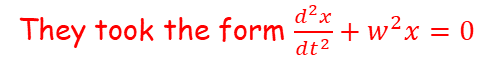 They took the form d²x/dt² + w²x = 0